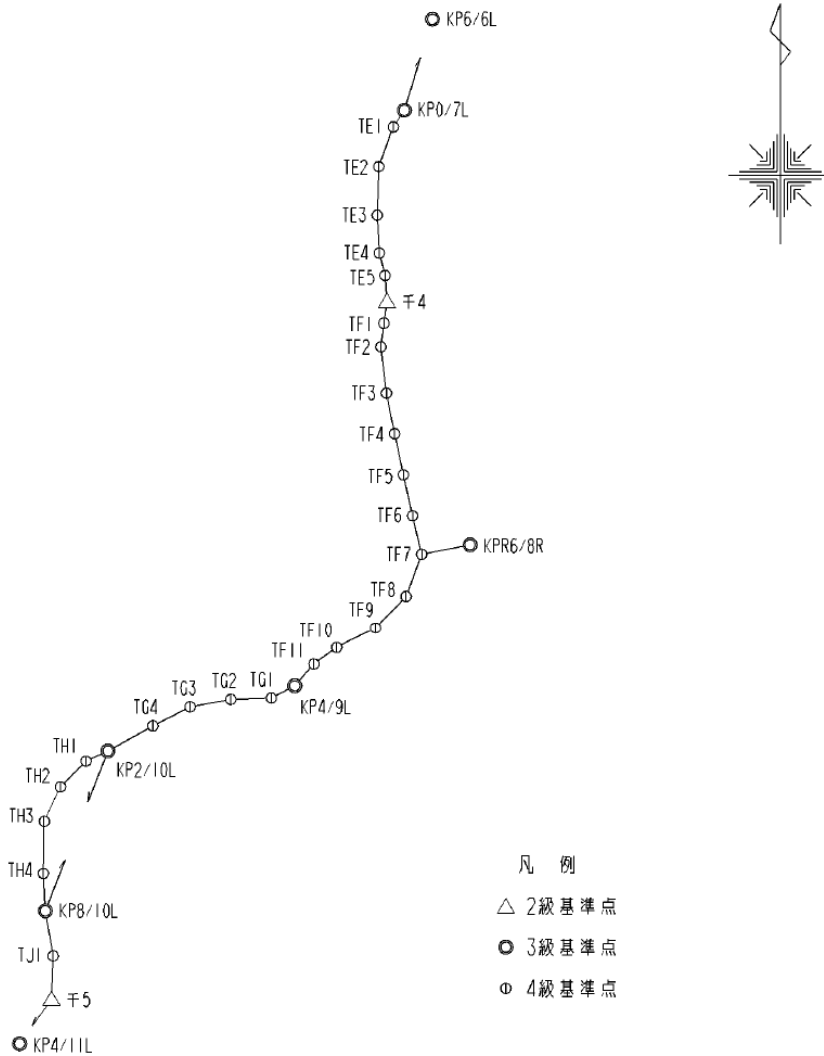 KP6/6L
KP0/7L
TE1
TE2
TE3
TE4
TE5
千4
TF1
TF2
TF3
TF4
TF5
TF6
TF7
KPR6/8R
TF8
TF9
TF10
TF11
KP4/9L
TG1
TG2
TG3
TG4
KP2/10L
TH1
TH2
TH3
TH4
KP8/10L
TJ1
千5
KP4/11L
凡 例
2級基準点
3級基準点
4級基準点